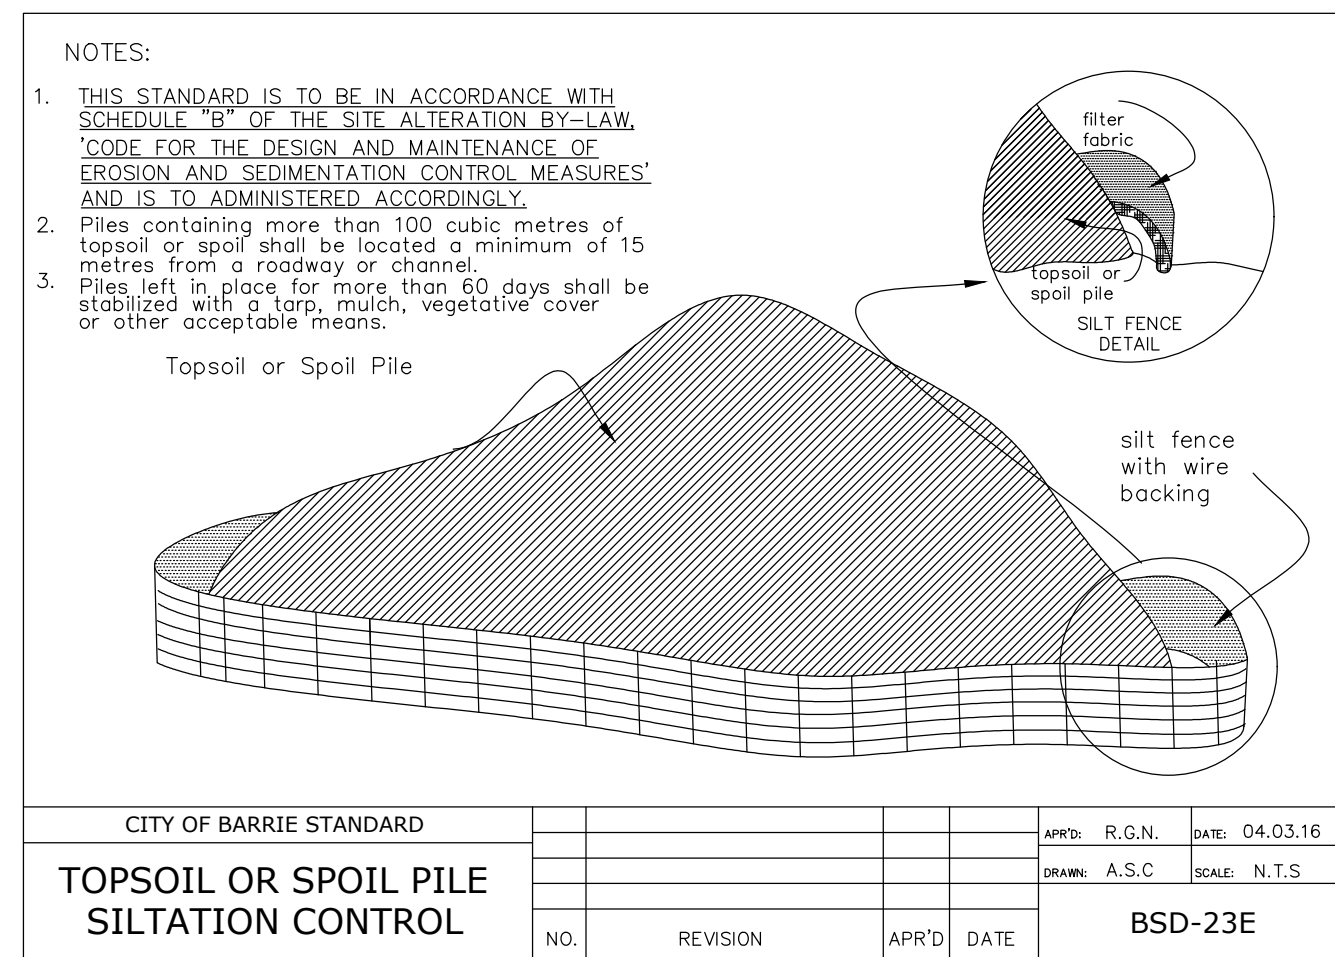 NOTES:
1. THIS STANDARD IS TO BE IN ACCORDANCE WITH
SCHEDULE "B" OF THE SITE ALTERATION BY-LAW,
'CODE FOR THE DESIGN AND MAINTENANCE OF
EROSION AND SEDIMENTATION CONTROL MEASURES'
AND IS TO ADMINISTERED ACCORDINGLY.
2. Piles containing more than 100 cubic metres of
topsoil or spoil shall be located a minimum of 15
metres from a roadway or channel.
3. Piles left in place for more than 60 days shall be
stabilized with a tarp, mulch, vegetative cover
or other acceptable means.
Topsoil or Spoil Pile
filter
fabric
topsoil or
spoil pile
SILT FENCE
DETAIL
silt fence
with wire
backing
CITY OF BARRIE STANDARD
TOPSOIL OR SPOIL PILE
SILTATION CONTROL
NO. REVISION APR'D DATE
APR'D: R.G.N. DATE: 04.03.16
DRAWN: A.S.C SCALE: N.T.S
BSD-23E